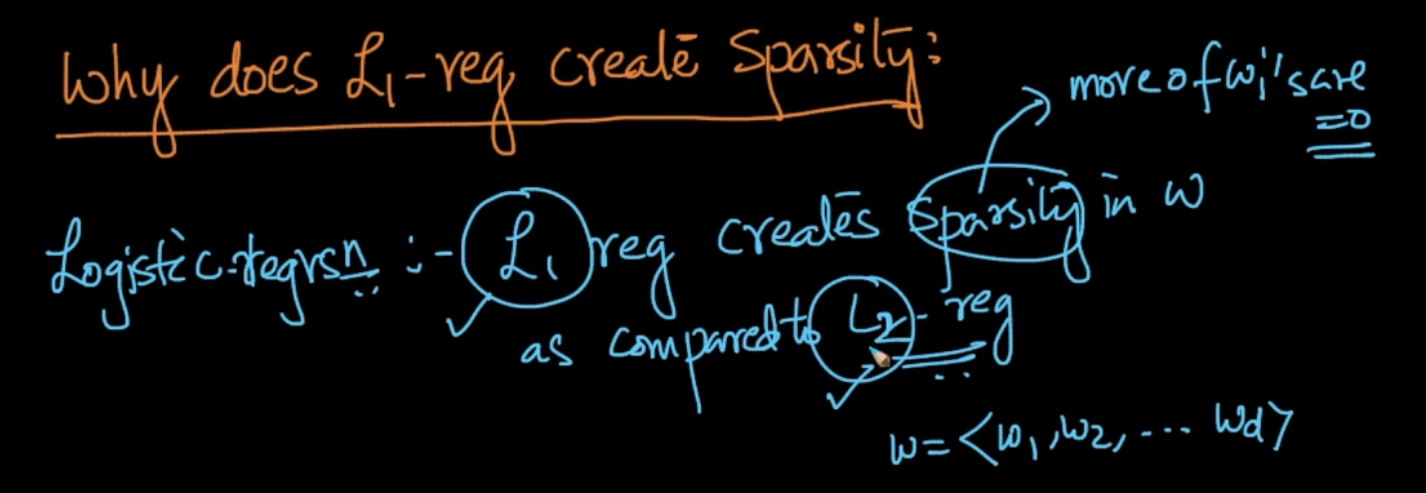 Why does L1-reg create Sparsity:
more of wi's are
=0
Logistic-regrsn :- L1 reg creates Sparsity in w
as compared to L2-reg
w=<w1,w2,... wd>